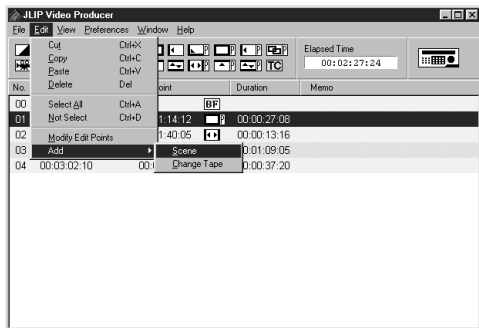 JLIP Video Producer
File Edit View Preferences Window Help
Cut Ctrl+X
Copy Ctrl+C
Paste Ctrl+V
Delete Del
Select All Ctrl+A
Not Select Ctrl+D
Modify Edit Points
Add
Scene
Change Tape
P P P P
P P P TC
Elapsed Time
00:02:27:24
No. oint Duration Memo
00 BF
01 1:14:12 P 00:00:27:08
02 1:40:05 00:00:13:16
03 0:01:09:05
04 00:03:02:10 00: 00:00:37:20